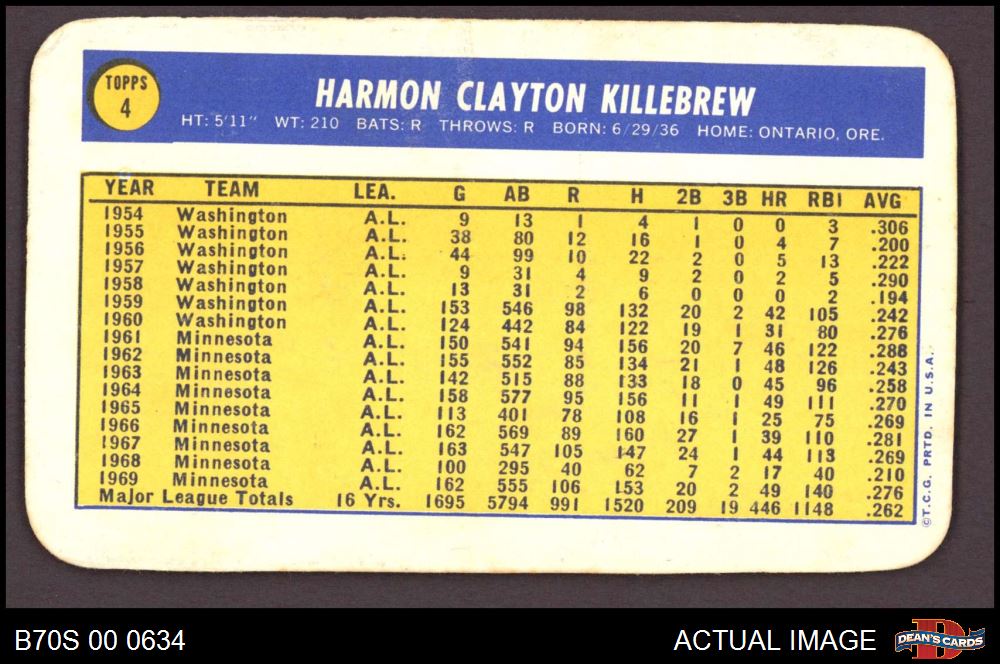 TOPPS
4
HARMON CLAYTON KILLEBREW
HT: 5'11" WT: 210 BATS: R THROWS: R BORN: 6/29/36 HOME: ONTARIO, ORE.
YEAR TEAM LEA. G AB R H 2B 3B HR RBI AVG
1954 Washington A.L. 9 13 1 4 1 0 0 3 .306
1955 Washington A.L. 38 80 12 16 1 0 4 7 .200
1956 Washington A.L. 44 99 10 22 2 0 5 13 .222
1957 Washington A.L. 9 31 4 9 2 0 2 5 .290
1958 Washington A.L. 13 31 2 6 0 0 0 2 .194
1959 Washington A.L. 153 546 98 132 20 2 42 105 .242
1960 Washington A.L. 124 442 84 122 19 1 31 80 .276
1961 Minnesota A.L. 150 541 94 156 20 7 46 122 .288
1962 Minnesota A.L. 155 552 85 134 21 1 48 126 .243
1963 Minnesota A.L. 142 515 88 133 18 0 45 96 .258
1964 Minnesota A.L. 158 577 95 156 11 1 49 111 .270
1965 Minnesota A.L. 113 401 78 108 16 1 25 75 .269
1966 Minnesota A.L. 162 569 89 160 27 1 39 110 .281
1967 Minnesota A.L. 163 547 105 147 24 1 44 113 .269
1968 Minnesota A.L. 100 295 40 62 7 2 17 40 .210
1969 Minnesota A.L. 162 555 106 153 20 2 49 140 .276
Major League Totals 16 Yrs. 1695 5794 991 1520 209 19 446 1148 .262
©T.C.G. PRTD. IN U.S.A.
B70S 00 0634
ACTUAL IMAGE
DEAN'S CARDS